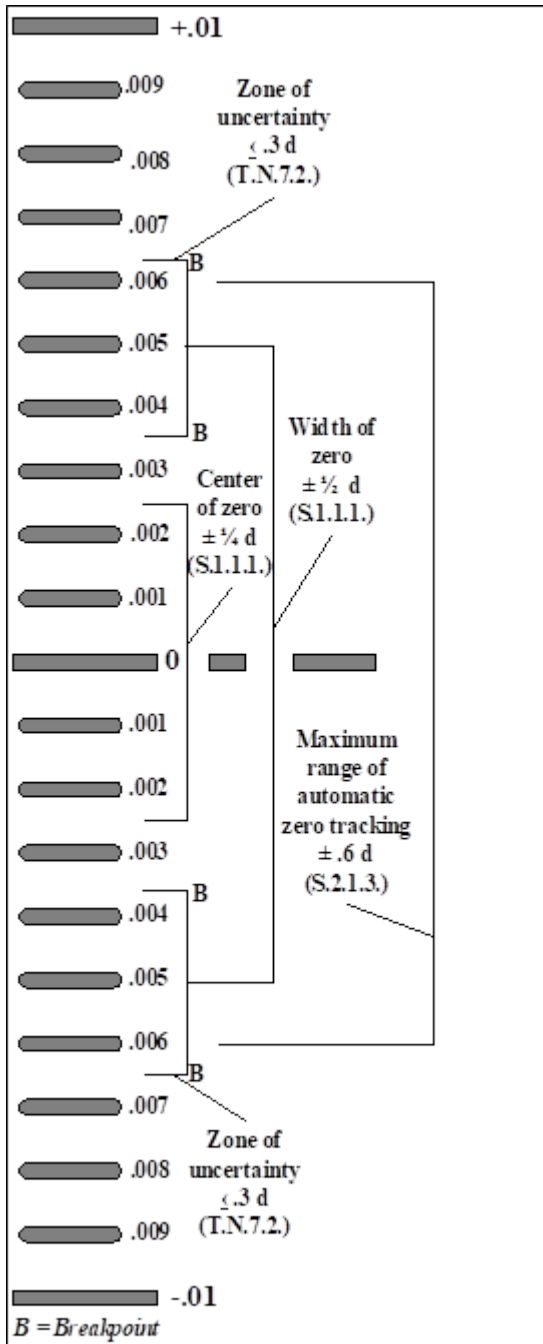 +.01
.009
Zone of
uncertainty
≤ .3 d
(T.N.7.2.)
.008
.007
B
.006
.005
.004
B
.003
Center
of zero
± ¼ d
(S.1.1.1.)
Width of
zero
± ½ d
(S.1.1.1.)
.002
.001
0
.001
.002
Maximum
range of
automatic
zero tracking
± .6 d
(S.2.1.3.)
.003
B
.004
.005
.006
B
.007
Zone of
uncertainty
≤ .3 d
(T.N.7.2.)
.008
.009
-.01
B = Breakpoint